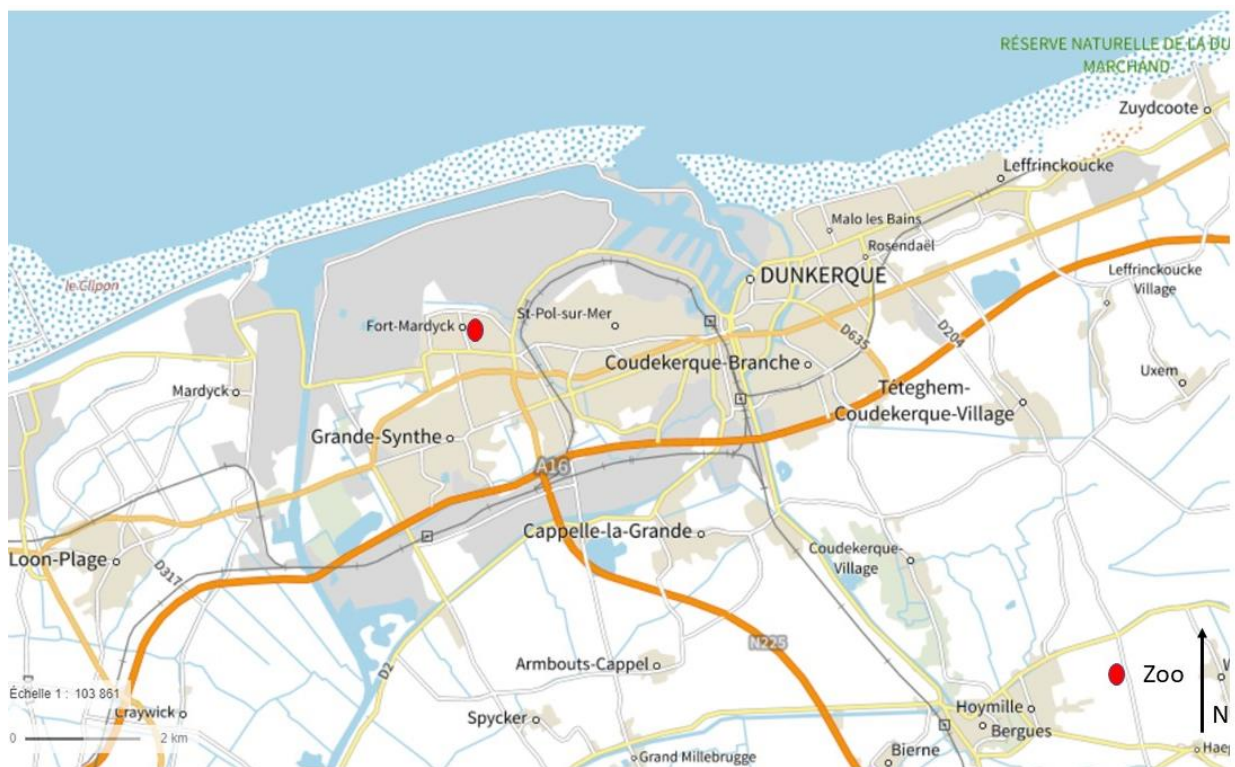 RÉSERVE NATURELLE DE LA DU
MARCHAND
Zuydcoote
Leffrinckoucke
Malo les Bains
Rosendaël
DUNKERQUE
Leffrinckoucke
Village
le Clipon
Fort-Mardyck
St-Pol-sur-Mer
D635
D204
Coudekerque-Branche
Uxem
Mardyck
Téteghem-
Coudekerque-Village
Grande-Synthe
A16
Cappelle-la-Grande
Coudekerque-
Village
Loon-Plage
D317
N225
Armbouts-Cappel
D2
Zoo
W
Échelle 1 : 103 861
Craywick
Spycker
Hoymille
N
Bergues
0
2 km
Grand Millebrugge
Bierne
Hae